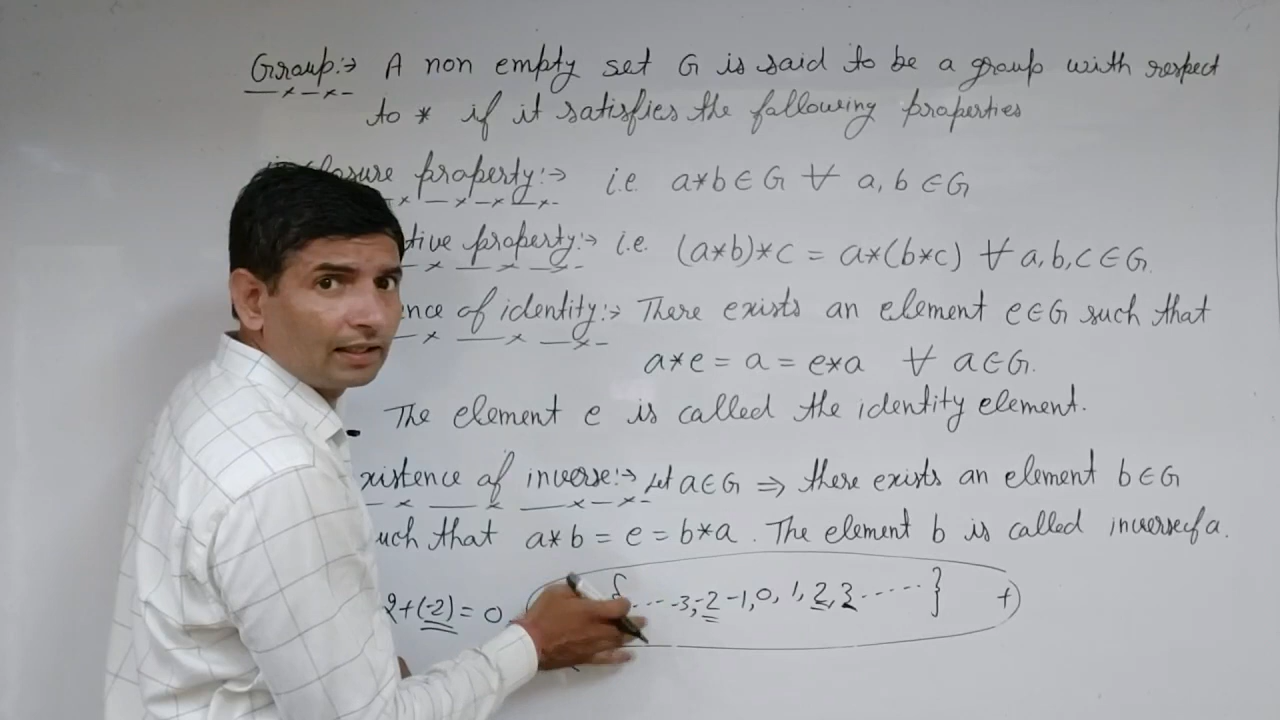 Group:→ A non empty set G is said to be a group with respect
to * if it satisfies the following properties
closure property:→ i.e. a*b∈G ∀ a, b ∈G
tive property:→ i.e. (a*b)*c = a*(b*c) ∀ a,b,c∈G.
nce of identity:→ There exists an element e∈G such that
a*e = a = e*a ∀ a∈G.
The element e is called the identity element.
xistence of inverse:→ Let a∈G ⇒ there exists an element b∈G
uch that a*b = e = b*a. The element b is called inverse of a.
2+(-2) = 0 {.... -3,-2 -1,0, 1, 2, 3 ......} +